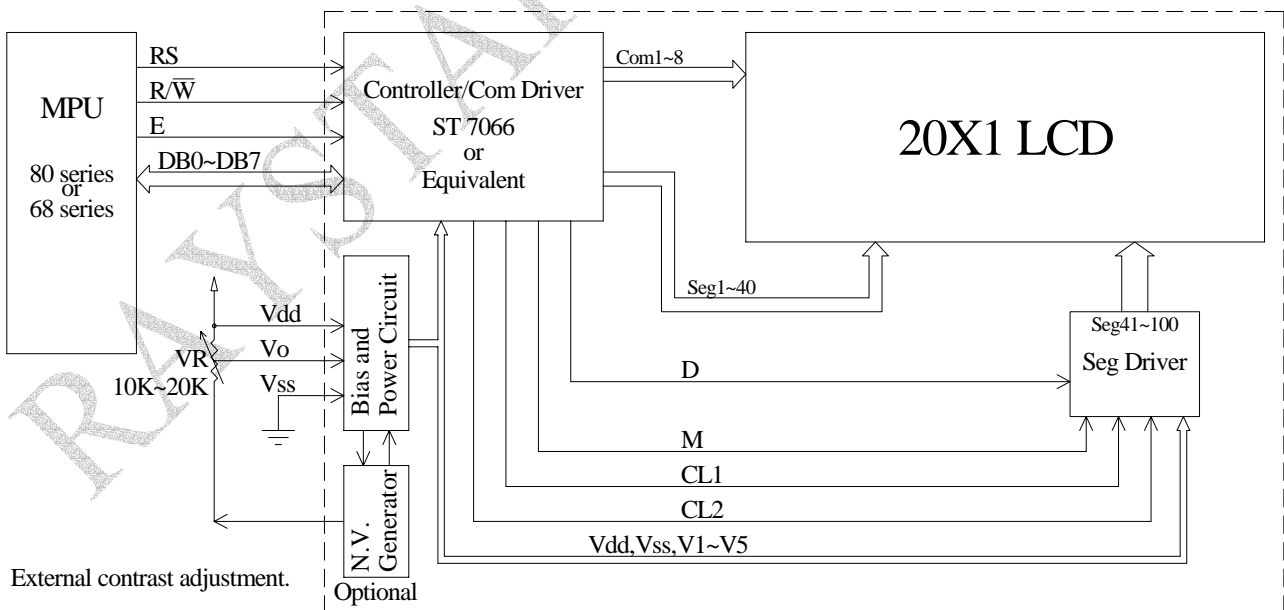 RAYSTAR
MPU
80 series
or
68 series
RS
R/W̅
E
DB0~DB7
Controller/Com Driver
ST 7066
or
Equivalent
Com1~8
20X1 LCD
Seg1~40
Seg41~100
Seg Driver
Vdd
Vo
VR
10K~20K
Vss
Bias and
Power Circuit
D
M
CL1
CL2
Vdd,Vss,V1~V5
N.V.
Generator
Optional
External contrast adjustment.